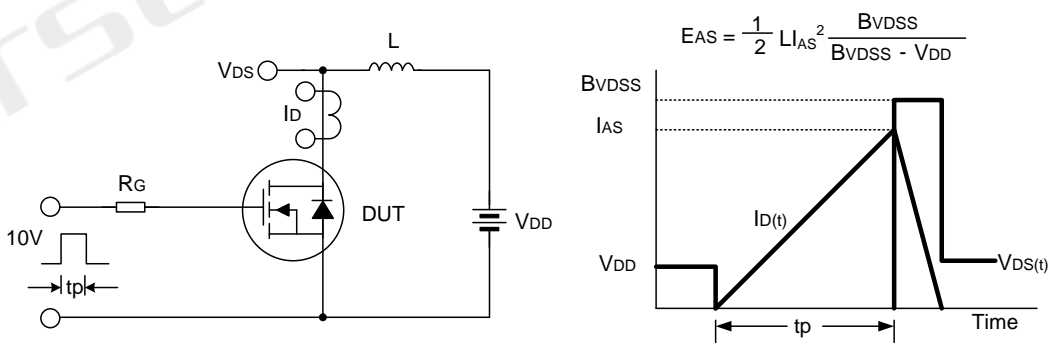 L
VDS
ID
RG
DUT
VDD
10V
tp
EAS = 1/2 LIAS² BVDSS / BVDSS - VDD
BVDSS
IAS
ID(t)
VDD
VDS(t)
tp
Time